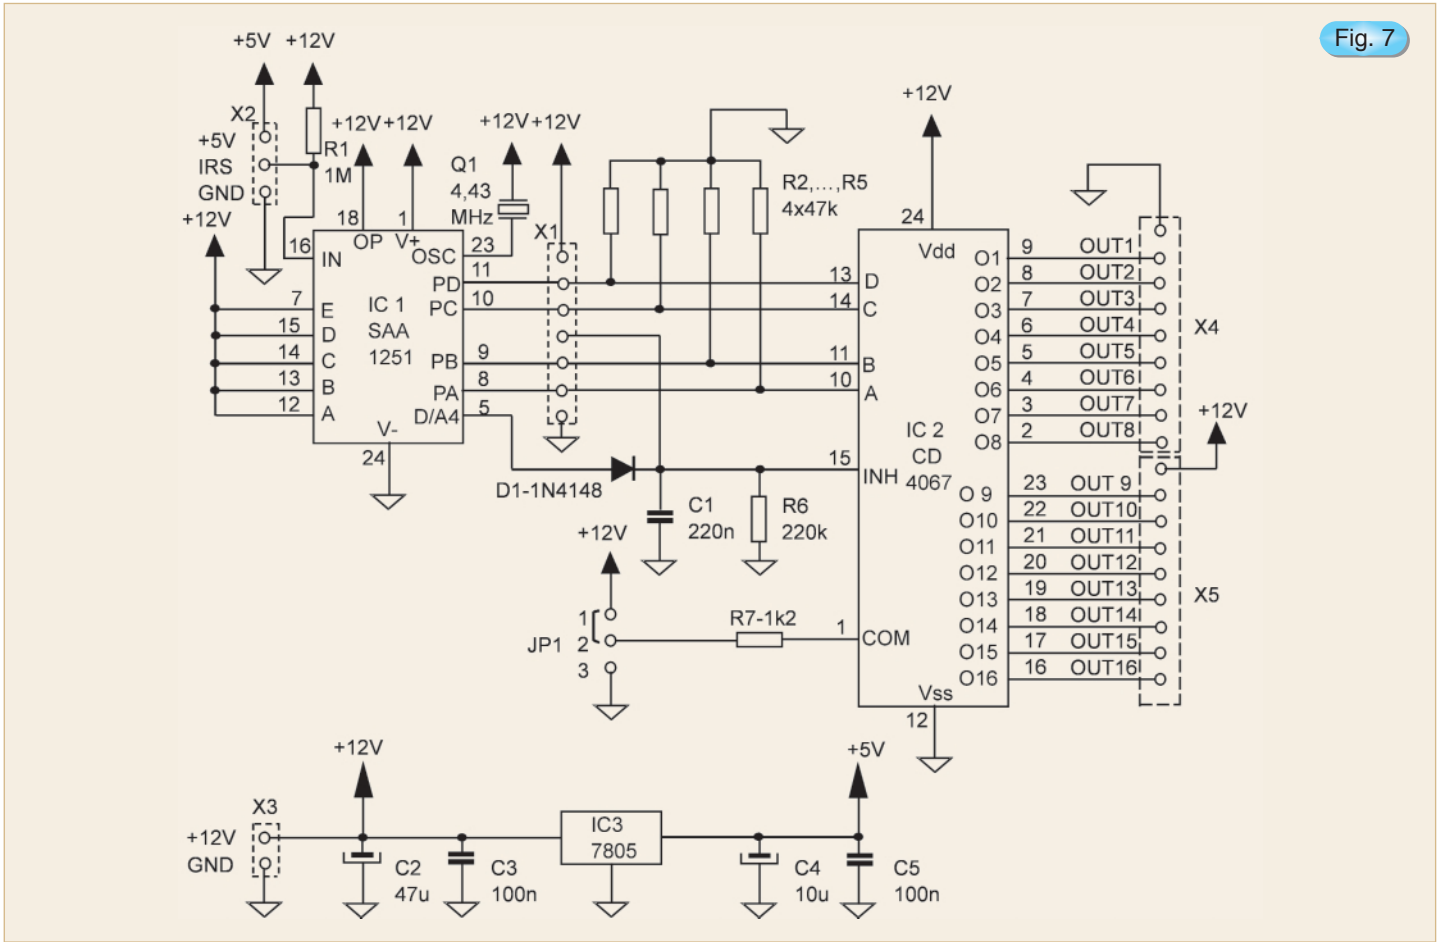 Fig. 7
+5V +12V
X2
+5V
IRS
GND
R1
1M
+12V +12V
+12V +12V
Q1
4,43
MHz
X1
R2,...,R5
4x47k
+12V
+12V
18
1
16
23
OP
V+
OSC
IN
11
PD
10
PC
IC 1
SAA
1251
7
E
15
D
14
C
13
B
12
A
9
PB
8
PA
D/A4
5
V-
24
24
Vdd
13
D
14
C
11
B
10
A
15
INH
IC 2
CD
4067
O1 9 OUT1
O2 8 OUT2
O3 7 OUT3
O4 6 OUT4
O5 5 OUT5
O6 4 OUT6
O7 3 OUT7
O8 2 OUT8
X4
+12V
O 9 23 OUT 9
O10 22 OUT10
O11 21 OUT11
O12 20 OUT12
O13 19 OUT13
O14 18 OUT14
O15 17 OUT15
O16 16 OUT16
X5
D1-1N4148
C1
220n
R6
220k
+12V
JP1
1
2
3
R7-1k2
1
COM
Vss
12
+12V
+5V
X3
+12V
GND
C2
47u
C3
100n
IC3
7805
C4
10u
C5
100n